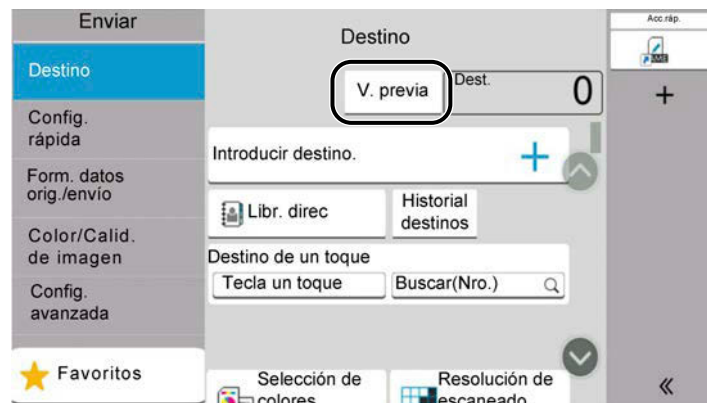 Enviar
Destino
Config.
rápida
Form. datos
orig./envío
Color/Calid.
de imagen
Config.
avanzada
Favoritos
Destino
V. previa
Dest.
0
Introducir destino.
Libr. direc
Historial
destinos
Destino de un toque
Tecla un toque
Buscar(Nro.)
Selección de
colores
Resolución de
escaneado
Acc.ráp.